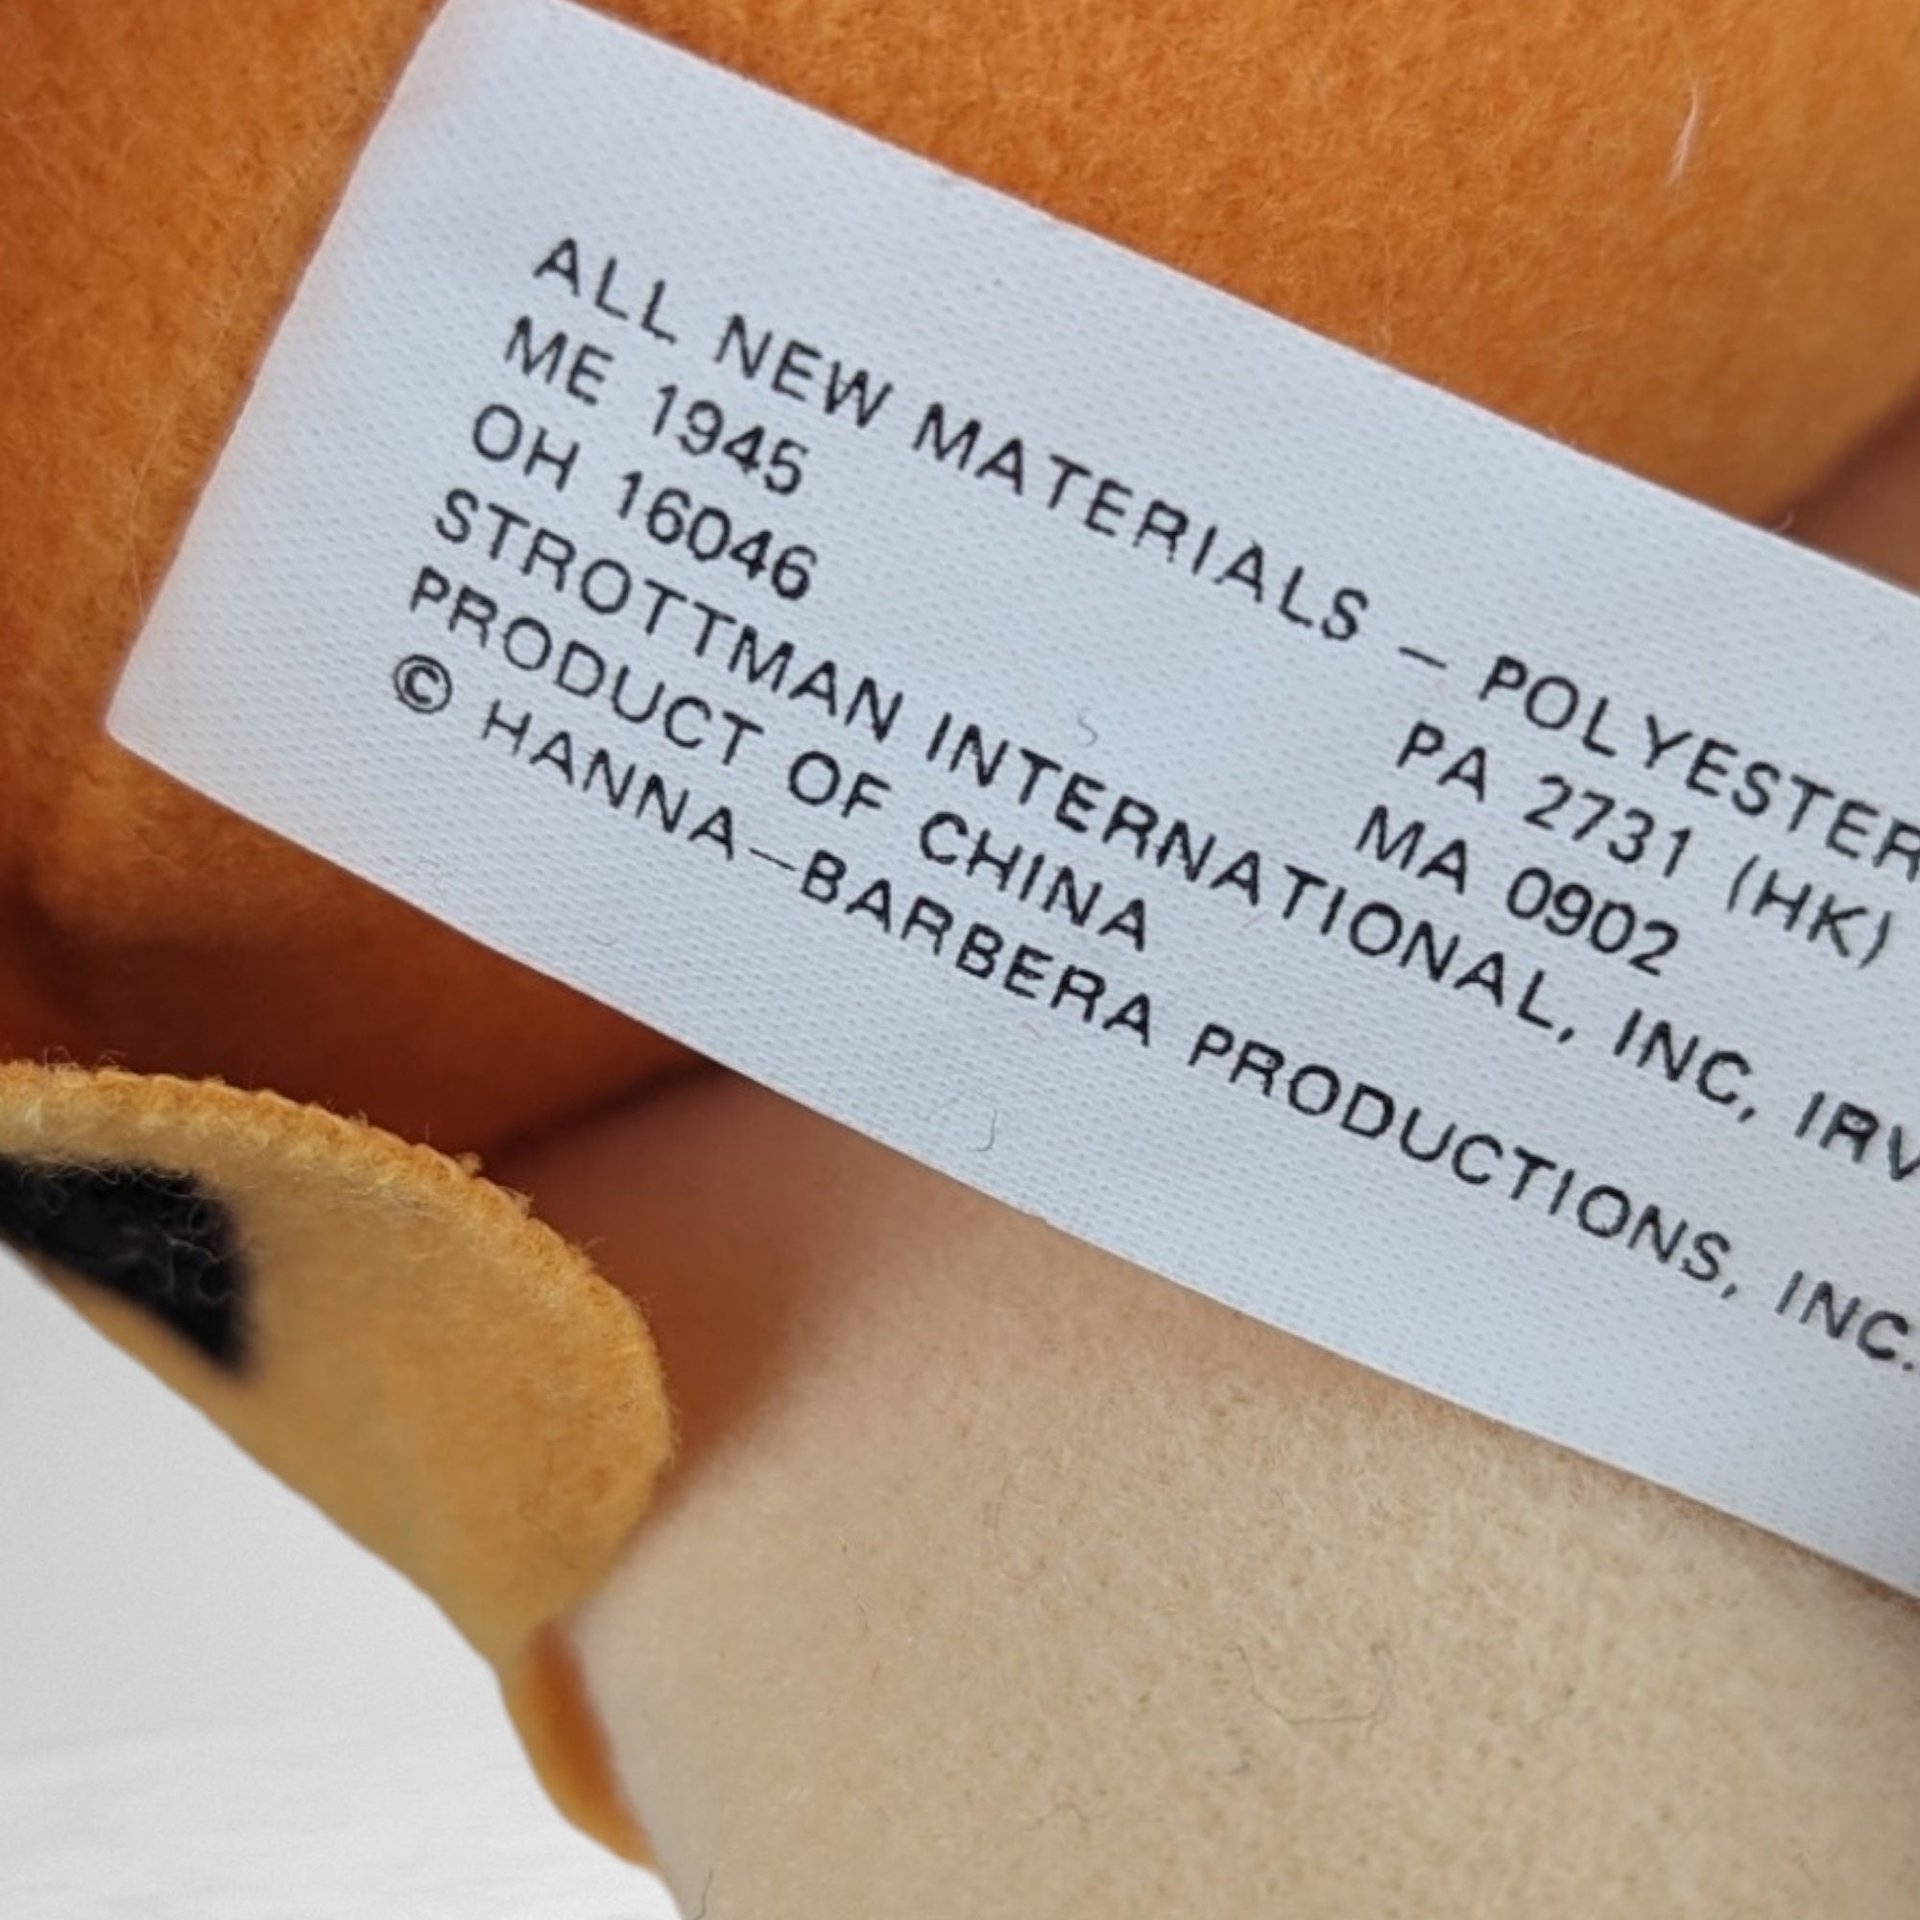 ALL NEW MATERIALS – POLYESTER
ME 1945 PA 2731 (HK)
OH 16046 MA 0902
STROTTMAN INTERNATIONAL, INC, IRV
PRODUCT OF CHINA
© HANNA–BARBERA PRODUCTIONS, INC.